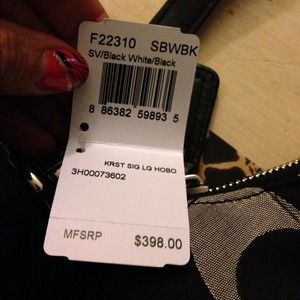 F22310 SBWBK
SV/Black White/Black
8 86382 59893 5
KRST SIG LG HOBO
3H00073602
MFSRP $398.00